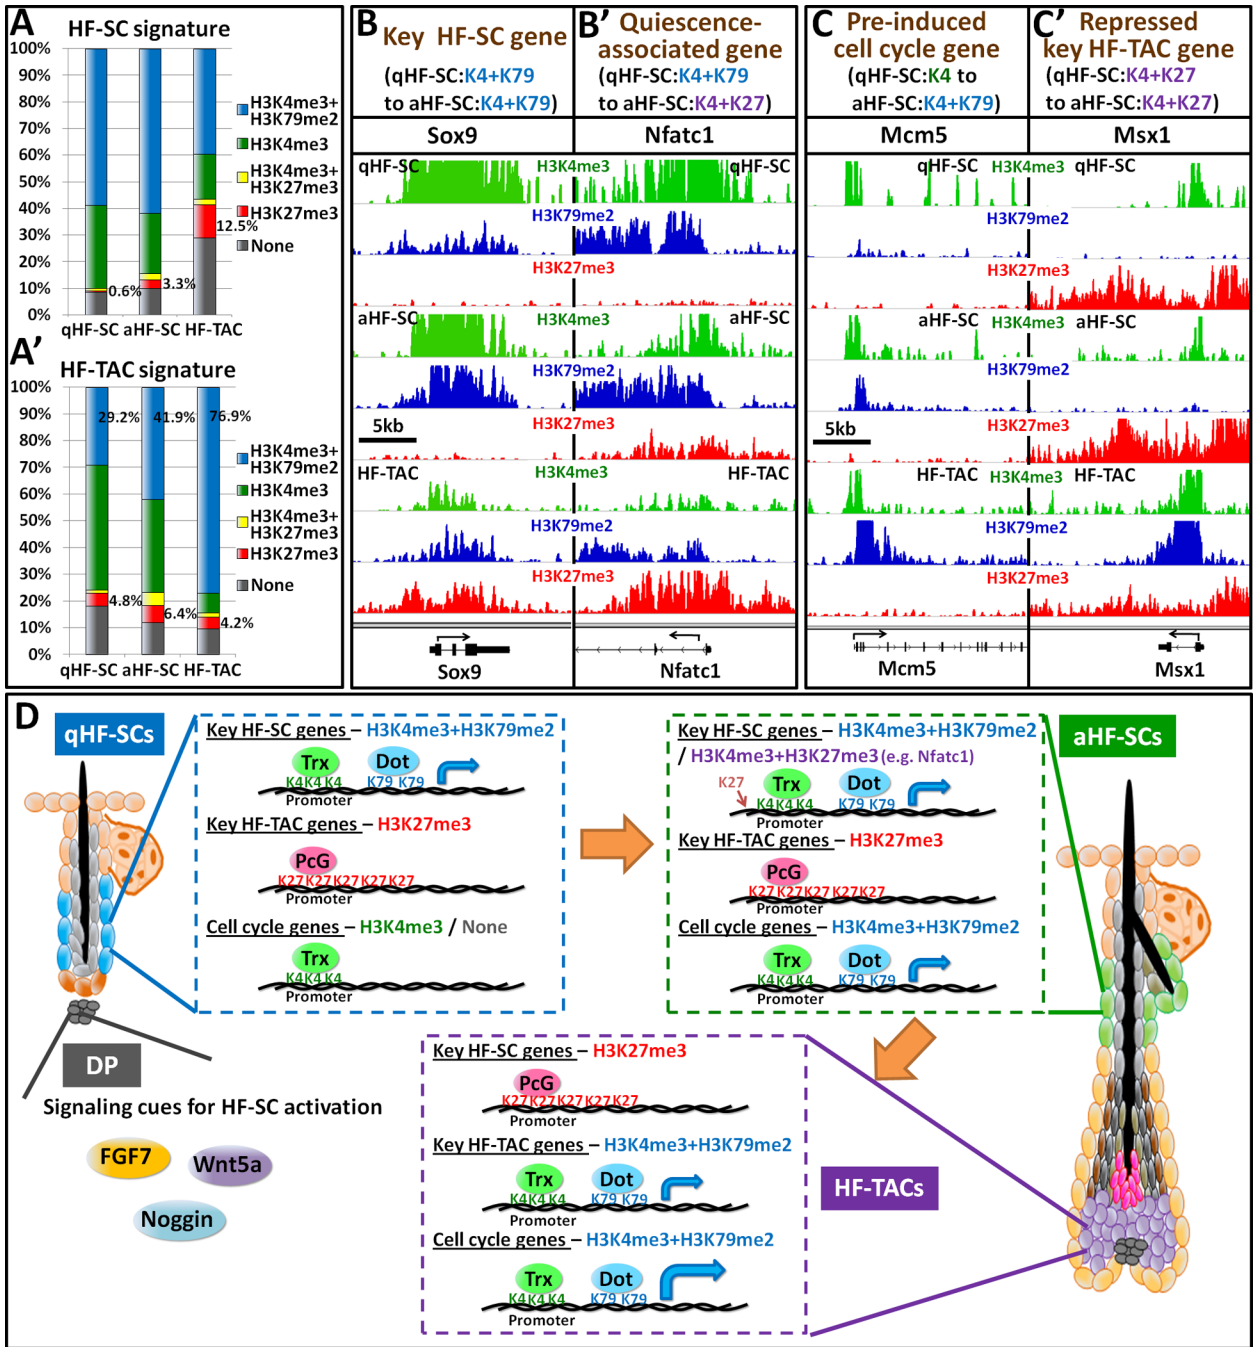 A
HF-SC signature
100%
90%
80%
70%
60%
50%
40%
30%
20%
10%
0%
12.5%
0.6%
3.3%
qHF-SC aHF-SC HF-TAC
H3K4me3+
H3K79me2
H3K4me3
H3K4me3+
H3K27me3
H3K27me3
None
A’
HF-TAC signature
100%
90%
80%
70%
60%
50%
40%
30%
20%
10%
0%
29.2%
41.9%
76.9%
4.8%
6.4%
4.2%
qHF-SC aHF-SC HF-TAC
H3K4me3+
H3K79me2
H3K4me3
H3K4me3+
H3K27me3
H3K27me3
None
B
Key HF-SC gene
(qHF-SC:K4+K79
to aHF-SC:K4+K79)
Sox9
B’
Quiescence-
associated gene
(qHF-SC:K4+K79
to aHF-SC:K4+K27)
Nfatc1
qHF-SC
H3K4me3
qHF-SC
H3K79me2
H3K27me3
aHF-SC
H3K4me3
aHF-SC
H3K79me2
5kb
H3K27me3
HF-TAC
H3K4me3
HF-TAC
H3K79me2
H3K27me3
Sox9
Nfatc1
C
Pre-induced
cell cycle gene
(qHF-SC:K4 to
aHF-SC:K4+K79)
Mcm5
C’
Repressed
key HF-TAC gene
(qHF-SC:K4+K27
to aHF-SC:K4+K27)
Msx1
qHF-SC
H3K4me3
H3K79me2
H3K27me3
aHF-SC
H3K4me3
H3K79me2
5kb
H3K27me3
HF-TAC
H3K4me3
H3K79me2
H3K27me3
Mcm5
Msx1
D
qHF-SCs
Key HF-SC genes – H3K4me3+H3K79me2
Trx
Dot
K4K4 K4
K79 K79
Promoter
Key HF-TAC genes – H3K27me3
PcG
K27K27K27K27K27
Promoter
Cell cycle genes – H3K4me3 / None
Trx
K4K4 K4
Promoter
aHF-SCs
Key HF-SC genes – H3K4me3+H3K79me2
/ H3K4me3+H3K27me3 (e.g. Nfatc1)
K27
Trx
Dot
K4K4 K4
K79 K79
Promoter
Key HF-TAC genes – H3K27me3
PcG
K27K27K27K27K27
Promoter
Cell cycle genes – H3K4me3+H3K79me2
Trx
Dot
K4K4 K4
K79 K79
Promoter
DP
Signaling cues for HF-SC activation
FGF7
Wnt5a
Noggin
HF-TACs
Key HF-SC genes – H3K27me3
PcG
K27K27K27K27K27
Promoter
Key HF-TAC genes – H3K4me3+H3K79me2
Trx
Dot
K4K4 K4
K79 K79
Promoter
Cell cycle genes – H3K4me3+H3K79me2
Trx
Dot
K4K4 K4
K79 K79
Promoter